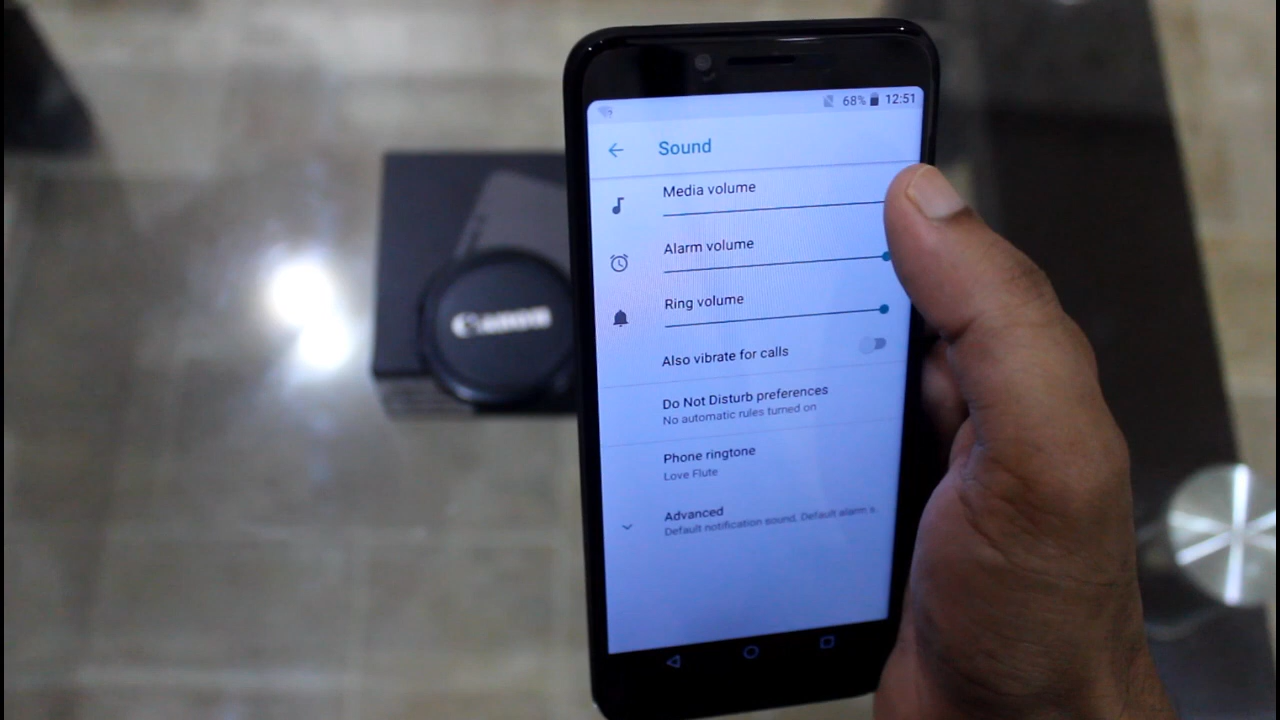 68% 12:51
Sound
Media volume
Alarm volume
Ring volume
Also vibrate for calls
Do Not Disturb preferences
No automatic rules turned on
Phone ringtone
Love Flute
Advanced
Default notification sound, Default alarm s..
Canon